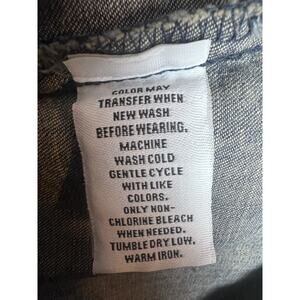 COLOR MAY
TRANSFER WHEN
NEW WASH
BEFORE WEARING.
MACHINE
WASH COLD
GENTLE CYCLE
WITH LIKE
COLORS.
ONLY NON-
CHLORINE BLEACH
WHEN NEEDED.
TUMBLE DRY LOW.
WARM IRON.